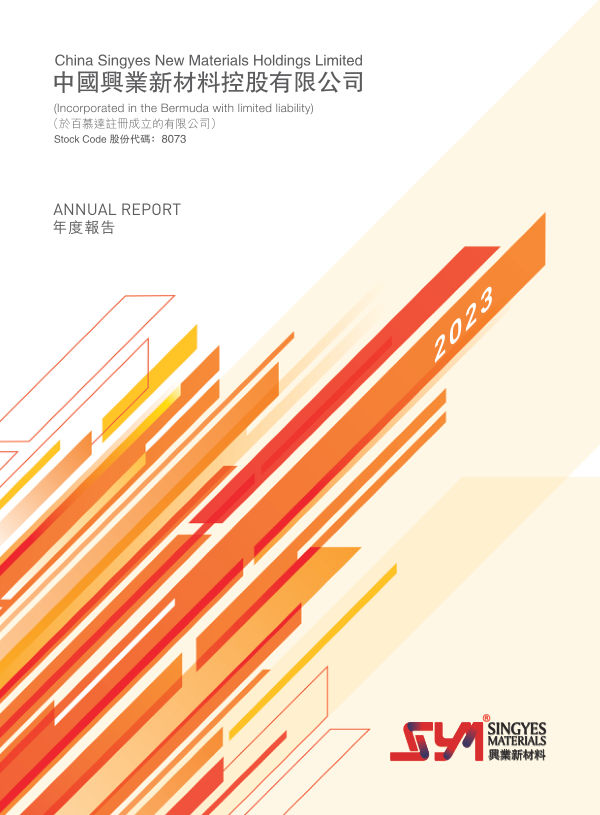 China Singyes New Materials Holdings Limited
中國興業新材料控股有限公司
(Incorporated in the Bermuda with limited liability)
（於百慕達註冊成立的有限公司）
Stock Code 股份代碼： 8073
ANNUAL REPORT
年度報告
2023
SYM®
SINGYES
MATERIALS
興業新材料